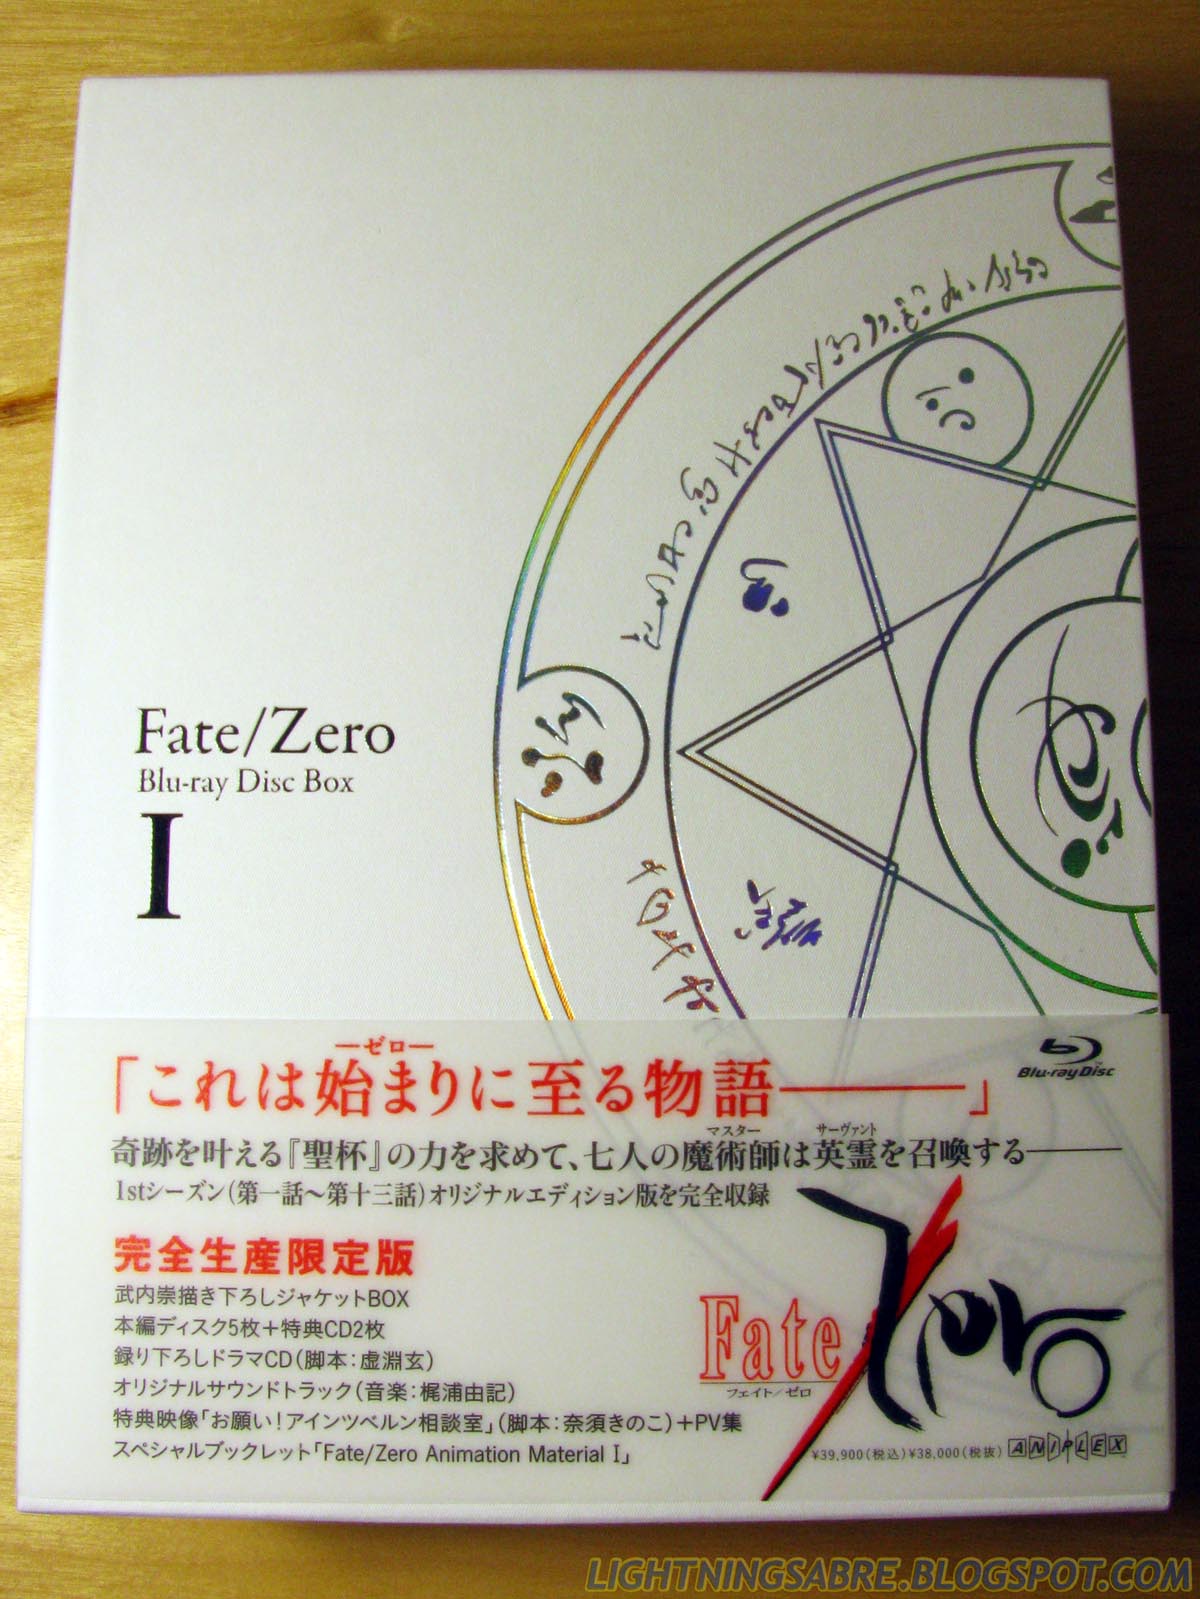 Fate/Zero
Blu-ray Disc Box
I
―ゼロ―
「これは始まりに至る物語―――」
Blu-ray Disc
マスター サーヴァント
奇跡を叶える『聖杯』の力を求めて、七人の魔術師は英霊を召喚する―――
1stシーズン(第一話～第十三話)オリジナルエディション版を完全収録
完全生産限定版
武内崇描き下ろしジャケットBOX
本編ディスク5枚＋特典CD2枚
録り下ろしドラマCD(脚本：虚淵玄)
オリジナルサウンドトラック(音楽：梶浦由記)
特典映像「お願い！アインツベルン相談室」(脚本：奈須きのこ)＋PV集
スペシャルブックレット「Fate/Zero Animation Material I」
Fate/Zero
フェイト／ゼロ
¥39,900(税込)¥38,000(税抜)
ANIPLEX
LIGHTNINGSABRE.BLOGSPOT.COM